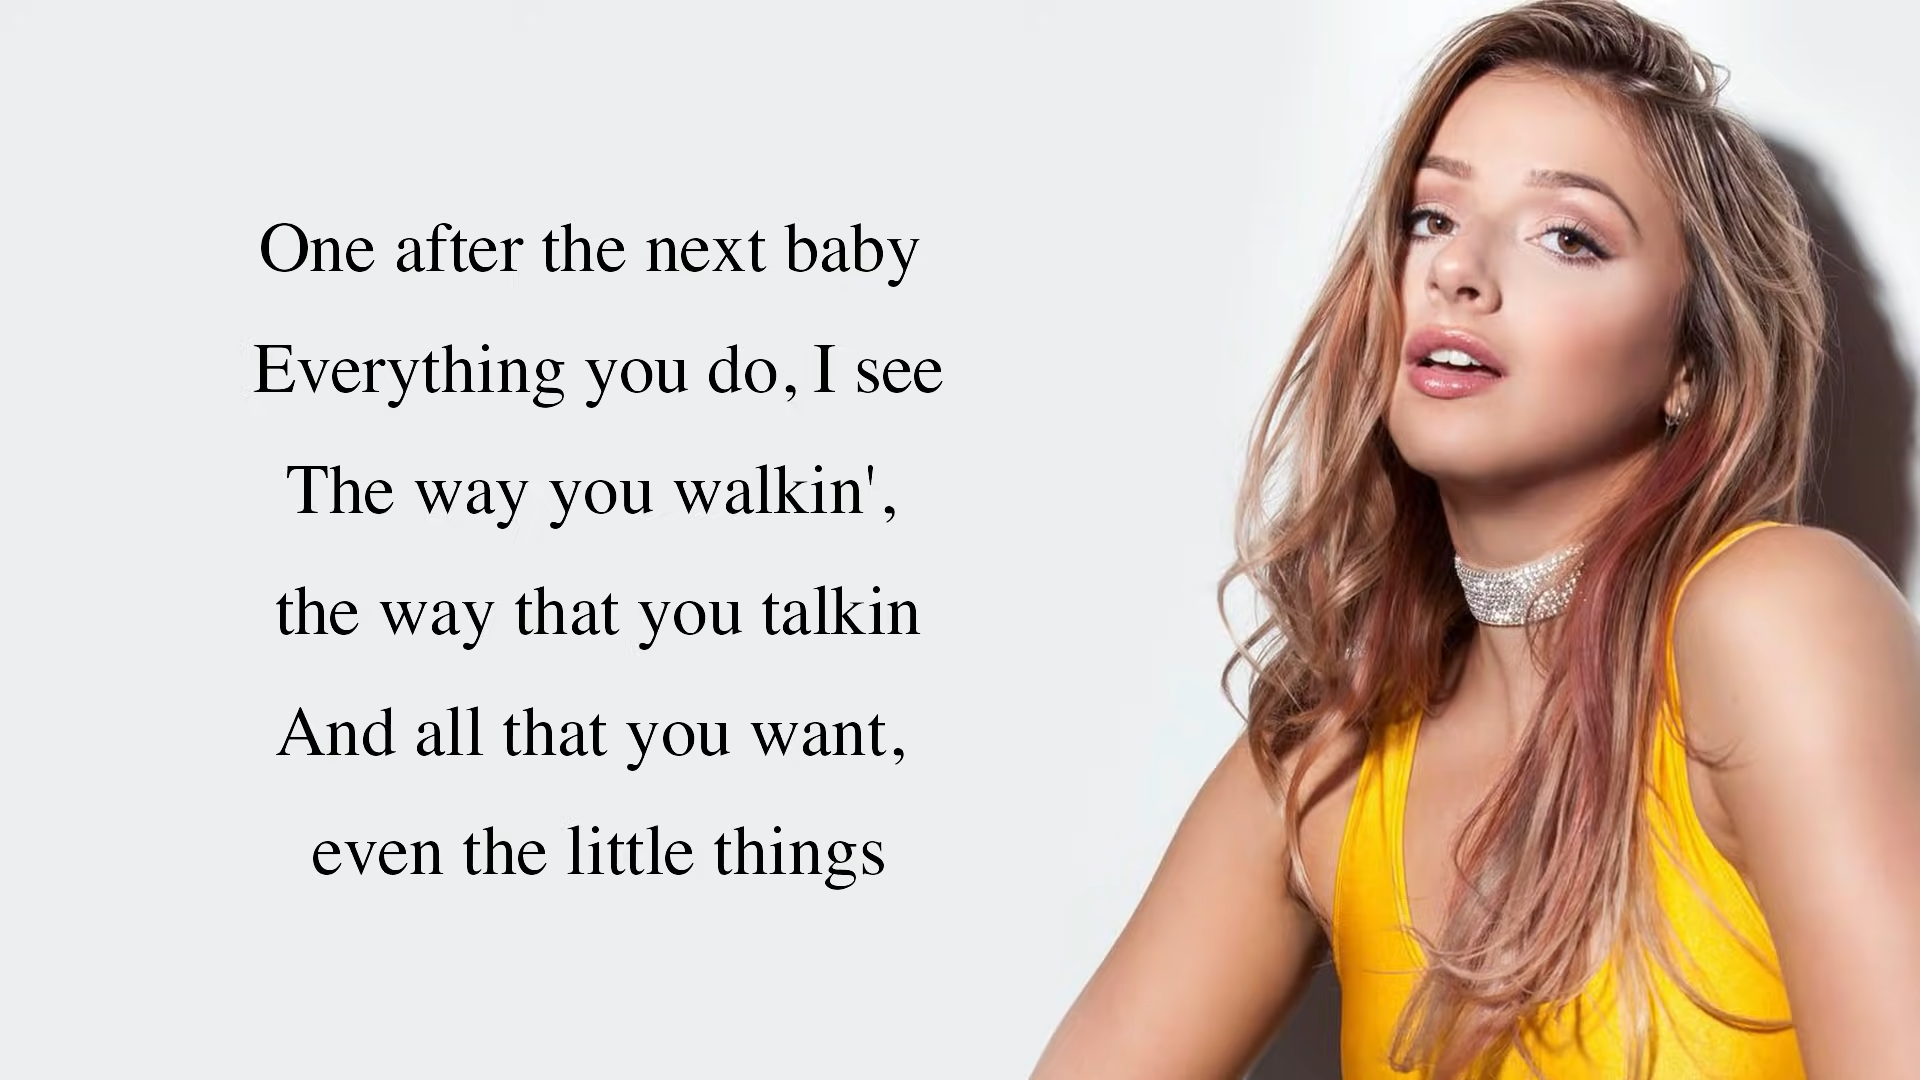 One after the next baby
Everything you do, I see
The way you walkin',
the way that you talkin
And all that you want,
even the little things